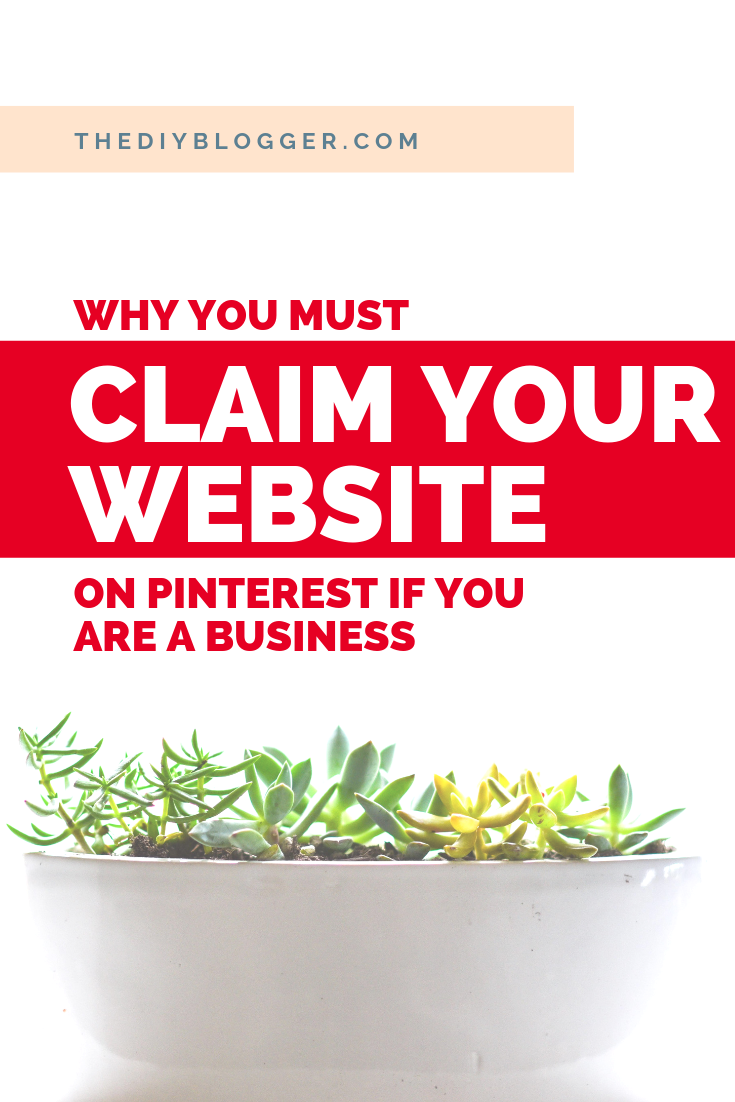 THEDIYBLOGGER.COM
WHY YOU MUST
CLAIM YOUR
WEBSITE
ON PINTEREST IF YOU
ARE A BUSINESS